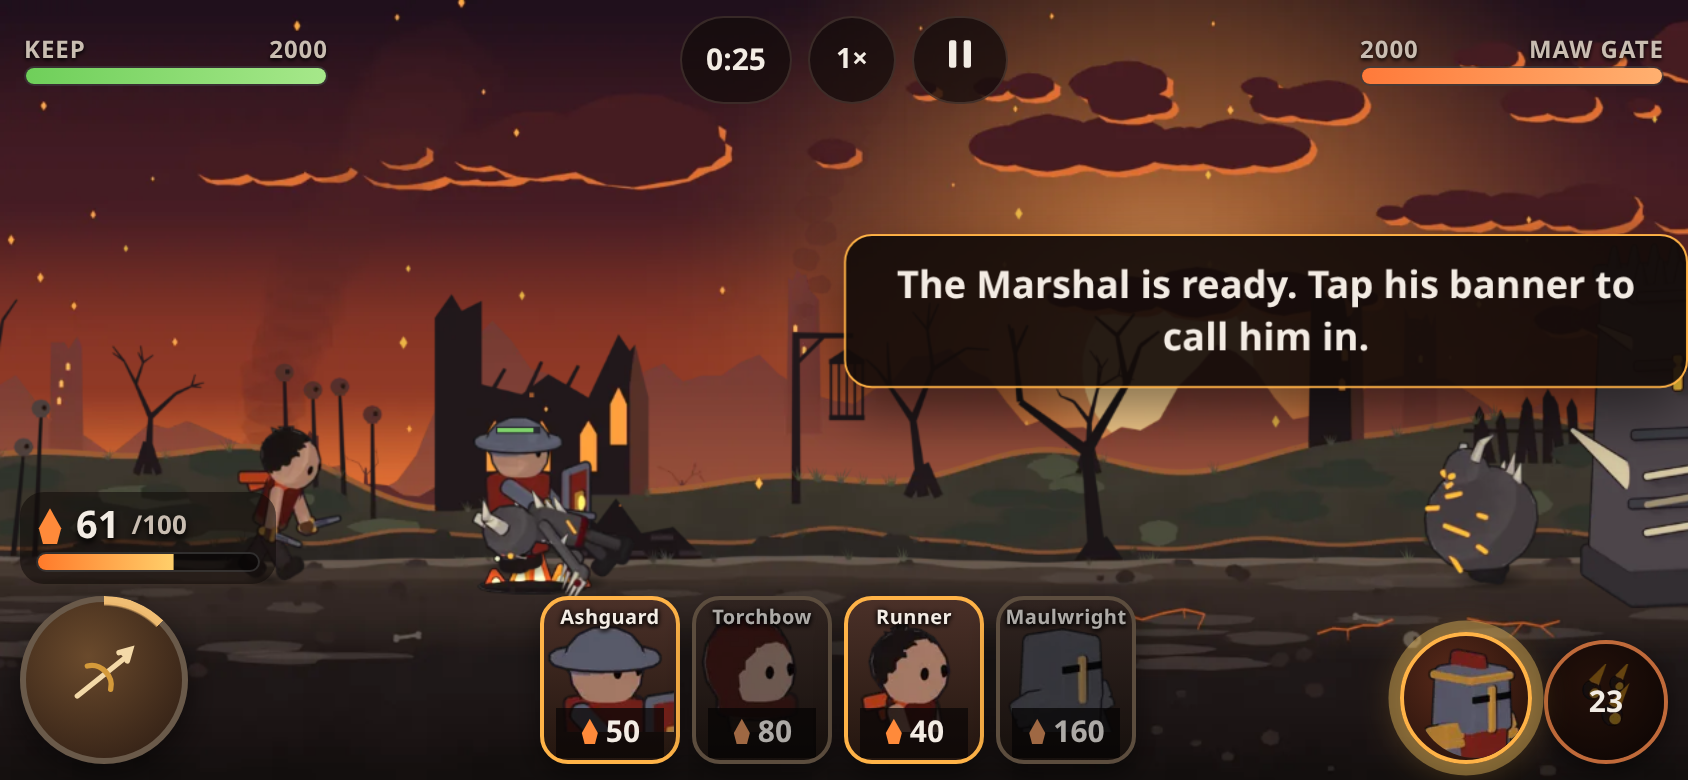 KEEP 2000
0:25
1×
2000 MAW GATE
The Marshal is ready. Tap his banner to
call him in.
61 /100
Ashguard
50
Torchbow
80
Runner
40
Maulwright
160
23